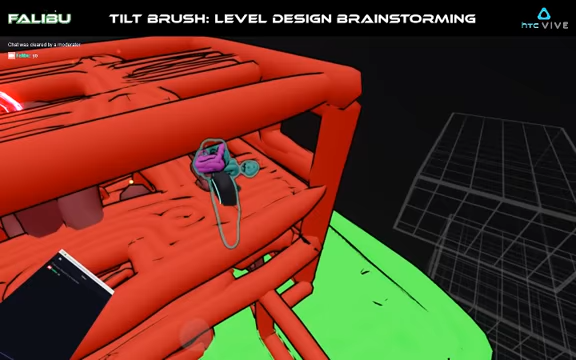 FALIBU
TILT BRUSH: LEVEL DESIGN BRAINSTORMING
hTC VIVE
Chat was cleared by a moderator